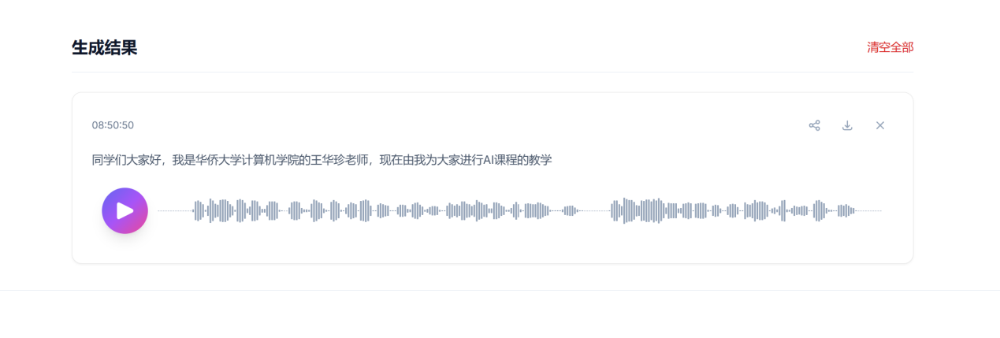 生成结果
清空全部
08:50:50
同学们大家好，我是华侨大学计算机学院的王华珍老师，现在由我为大家进行AI课程的教学